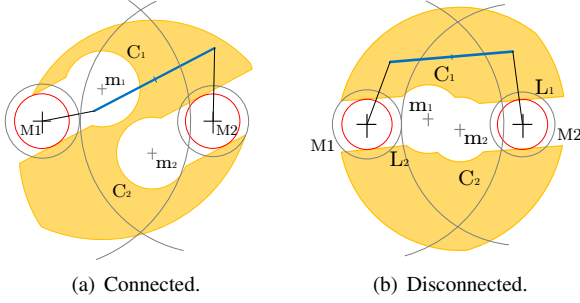 C₁
m₁
M1
M2
m₂
C₂
C₁
L₁
m₁
M1
m₂
M2
L₂
C₂
(a) Connected.
(b) Disconnected.